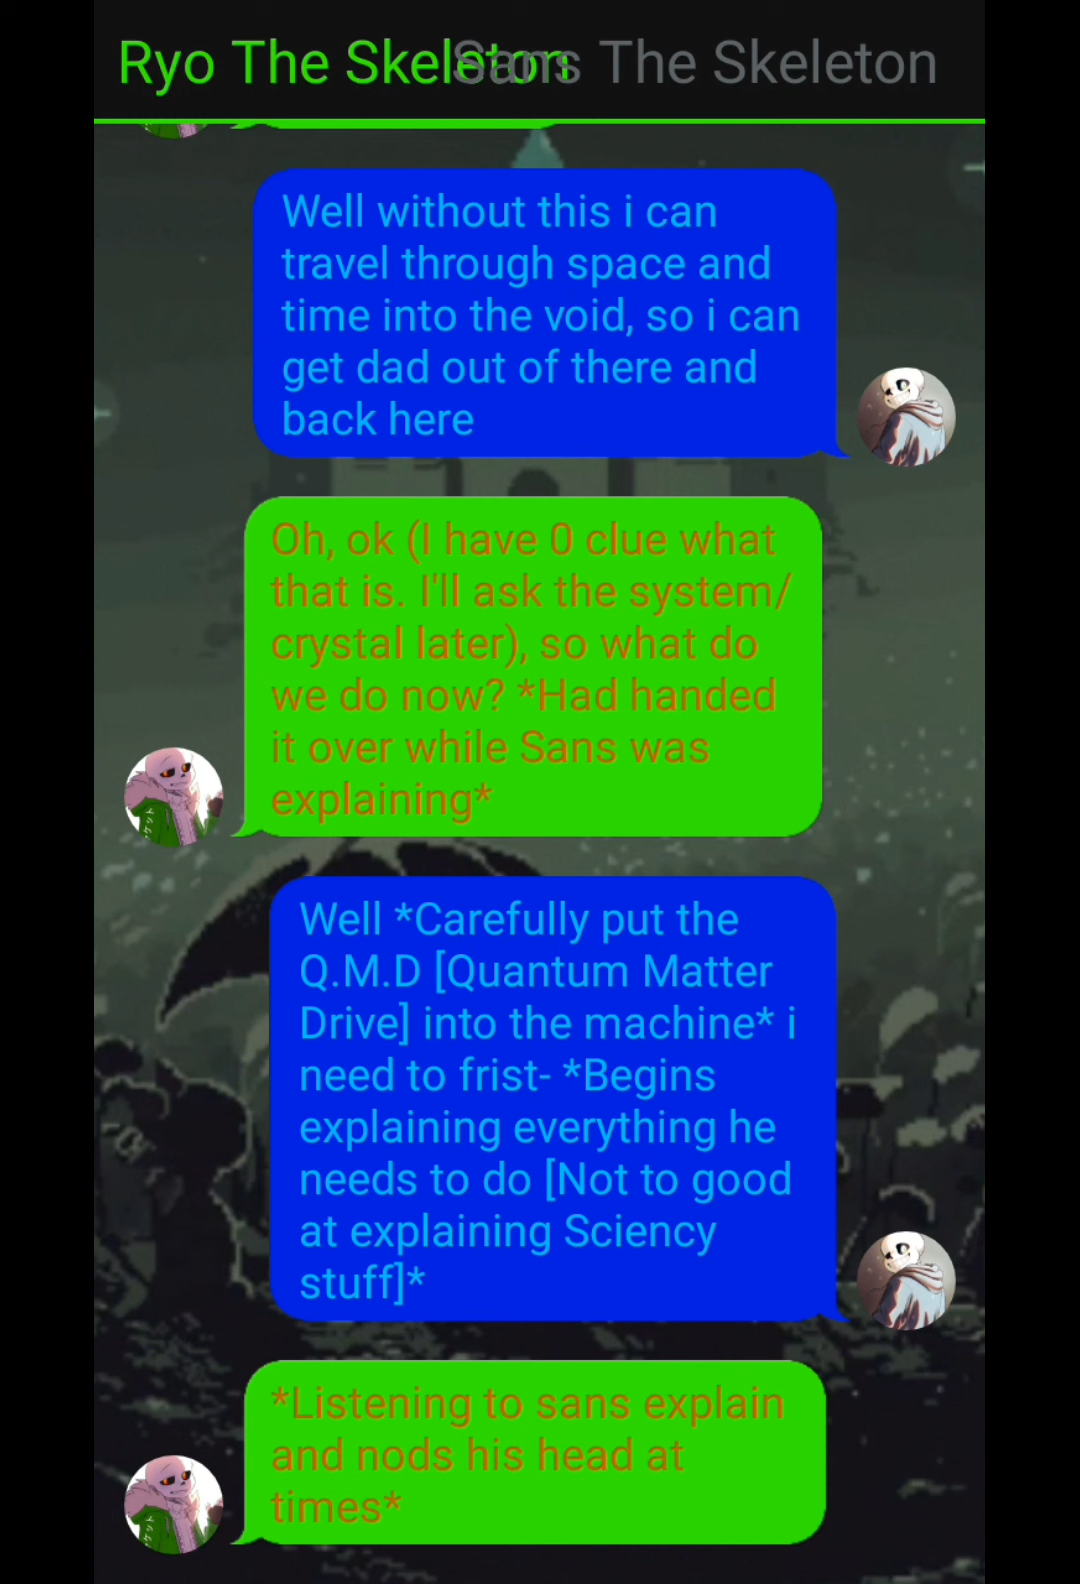 Ryo The Skeleton Sans The Skeleton
Well without this i can
travel through space and
time into the void, so i can
get dad out of there and
back here
Oh, ok (I have 0 clue what
that is. I'll ask the system/
crystal later), so what do
we do now? *Had handed
it over while Sans was
explaining*
Well *Carefully put the
Q.M.D [Quantum Matter
Drive] into the machine* i
need to frist- *Begins
explaining everything he
needs to do [Not to good
at explaining Sciency
stuff]*
*Listening to sans explain
and nods his head at
times*